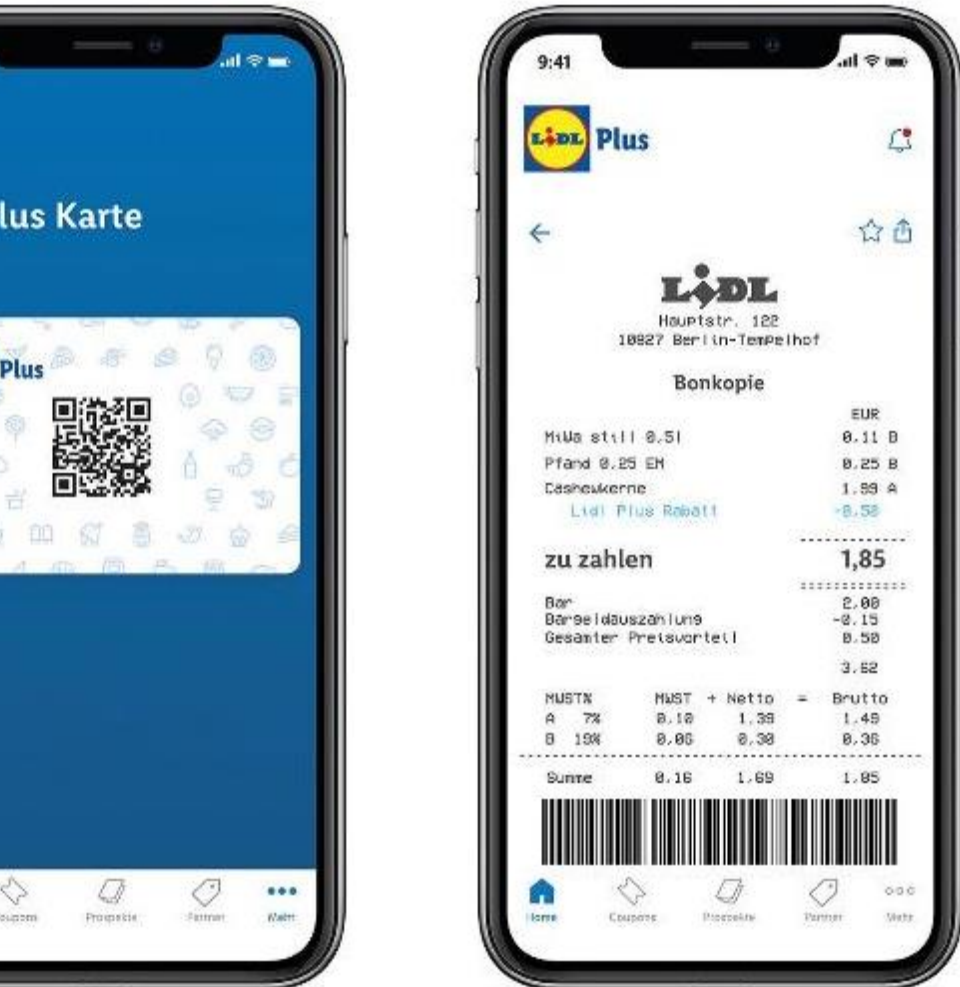 lus Karte
Plus
Coupons
Prospekte
Partner
Mehr
9:41
LIDL Plus
LIDL
Hauptstr. 122
10827 Berlin-Tempelhof
Bonkopie
EUR
MiWa still 0,5l 0,11 B
Pfand 0,25 EM 0,25 B
Cashewkerne 1,99 A
Lidl Plus Rabatt -0,50
zu zahlen 1,85
Bar 2,00
Bargeldauszahlung -0,15
Gesamter Preisvorteil 0,50
3,62
MWST% MWST + Netto = Brutto
A 7% 0,10 1,39 1,49
B 19% 0,06 0,30 0,36
Summe 0,16 1,69 1,85
Home
Coupons
Prospekte
Partner
Mehr